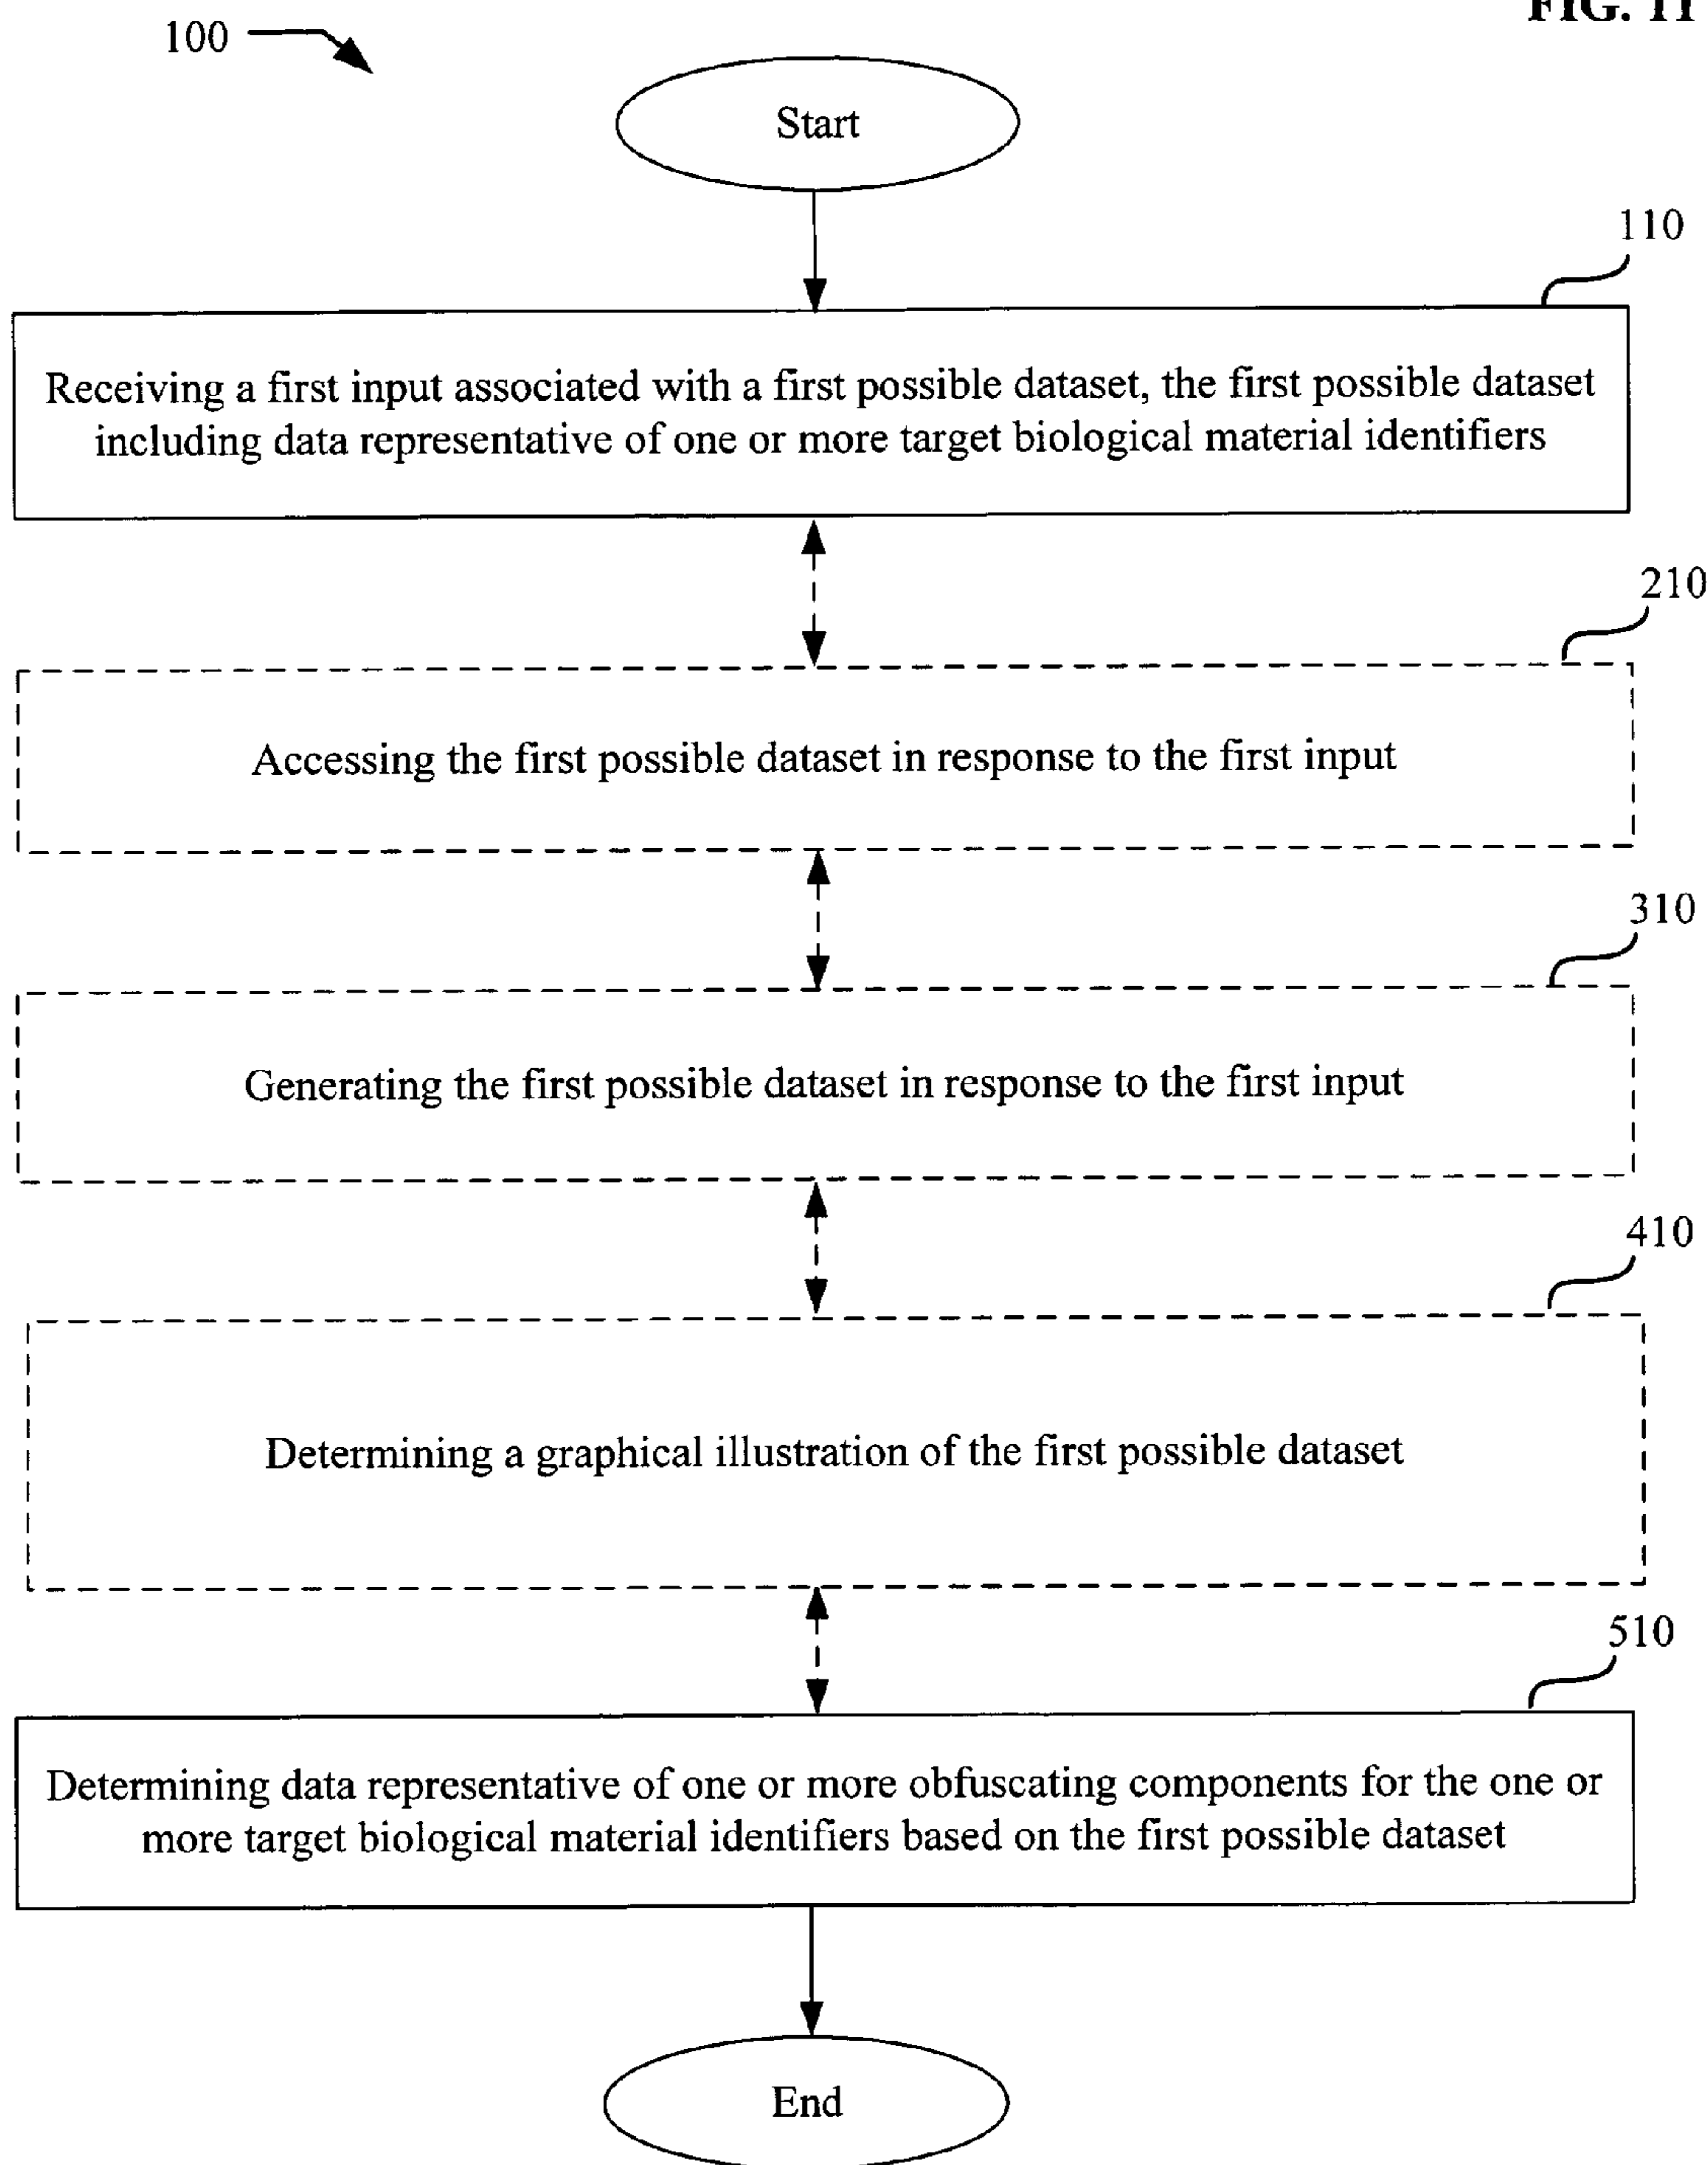 FIG. 11
100
Start
110
Receiving a first input associated with a first possible dataset, the first possible dataset
including data representative of one or more target biological material identifiers
210
Accessing the first possible dataset in response to the first input
310
Generating the first possible dataset in response to the first input
410
Determining a graphical illustration of the first possible dataset
510
Determining data representative of one or more obfuscating components for the one or
more target biological material identifiers based on the first possible dataset
End